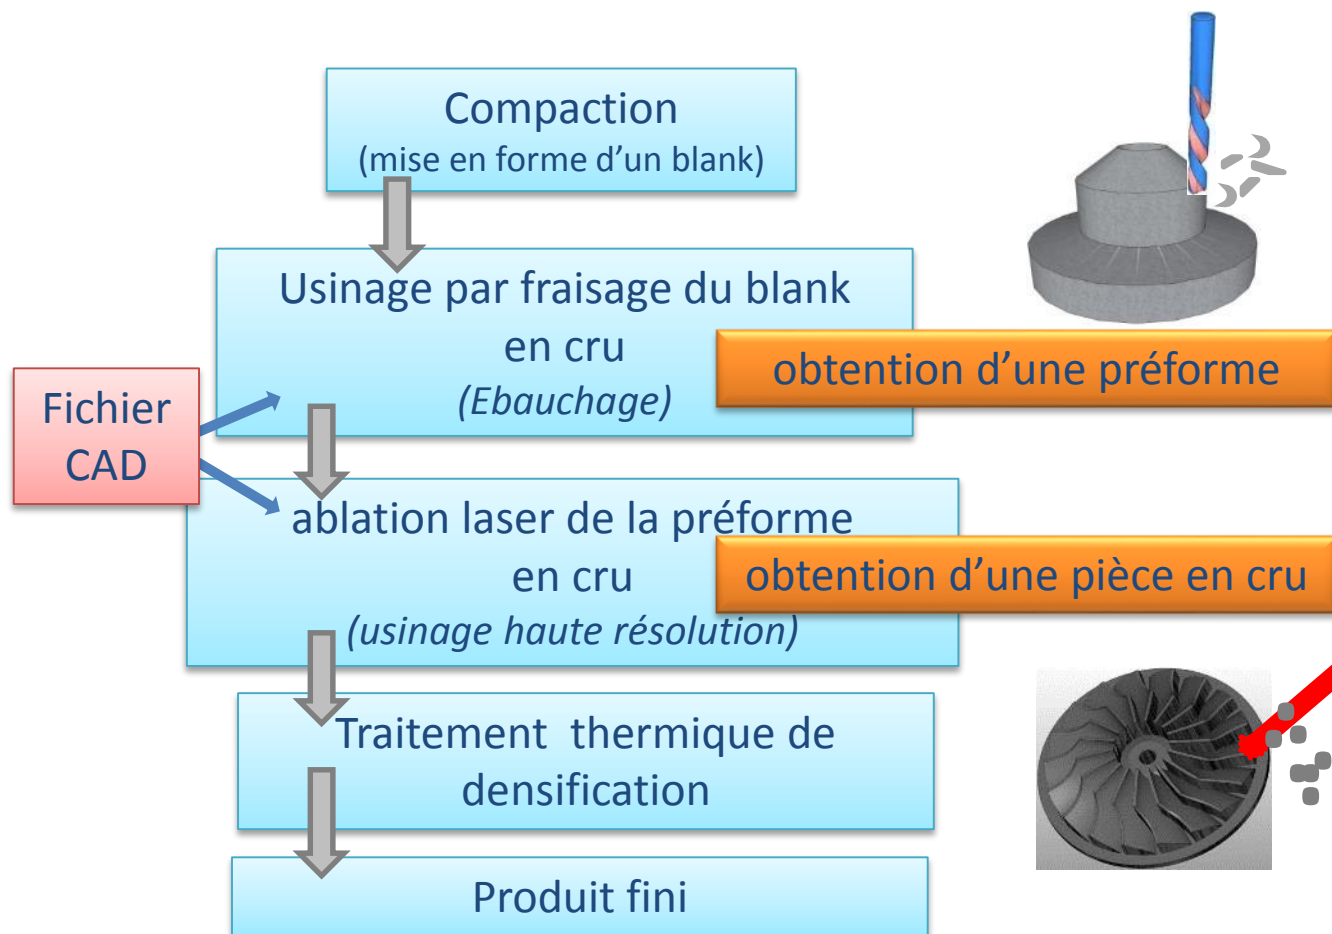 Compaction
(mise en forme d'un blank)
Usinage par fraisage du blank
en cru
(Ebauchage)
obtention d'une préforme
Fichier
CAD
ablation laser de la préforme
en cru
(usinage haute résolution)
obtention d'une pièce en cru
Traitement  thermique de
densification
Produit fini